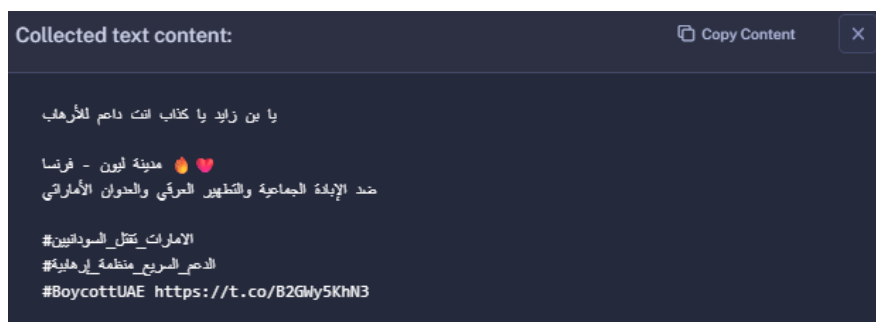 Collected text content:
Copy Content
يا بن زايد يا كذاب انت داعم للأرهاب
❤️🔥 مدينة ليون - فرنسا
ضد الإبادة الجماعية والتطهير العرقي والعدوان الأماراتي
#الامارات_تقتل_السودانيين
#الدعم_السريع_منظمة_إرهابية
#BoycottUAE https://t.co/B2GWy5KhN3